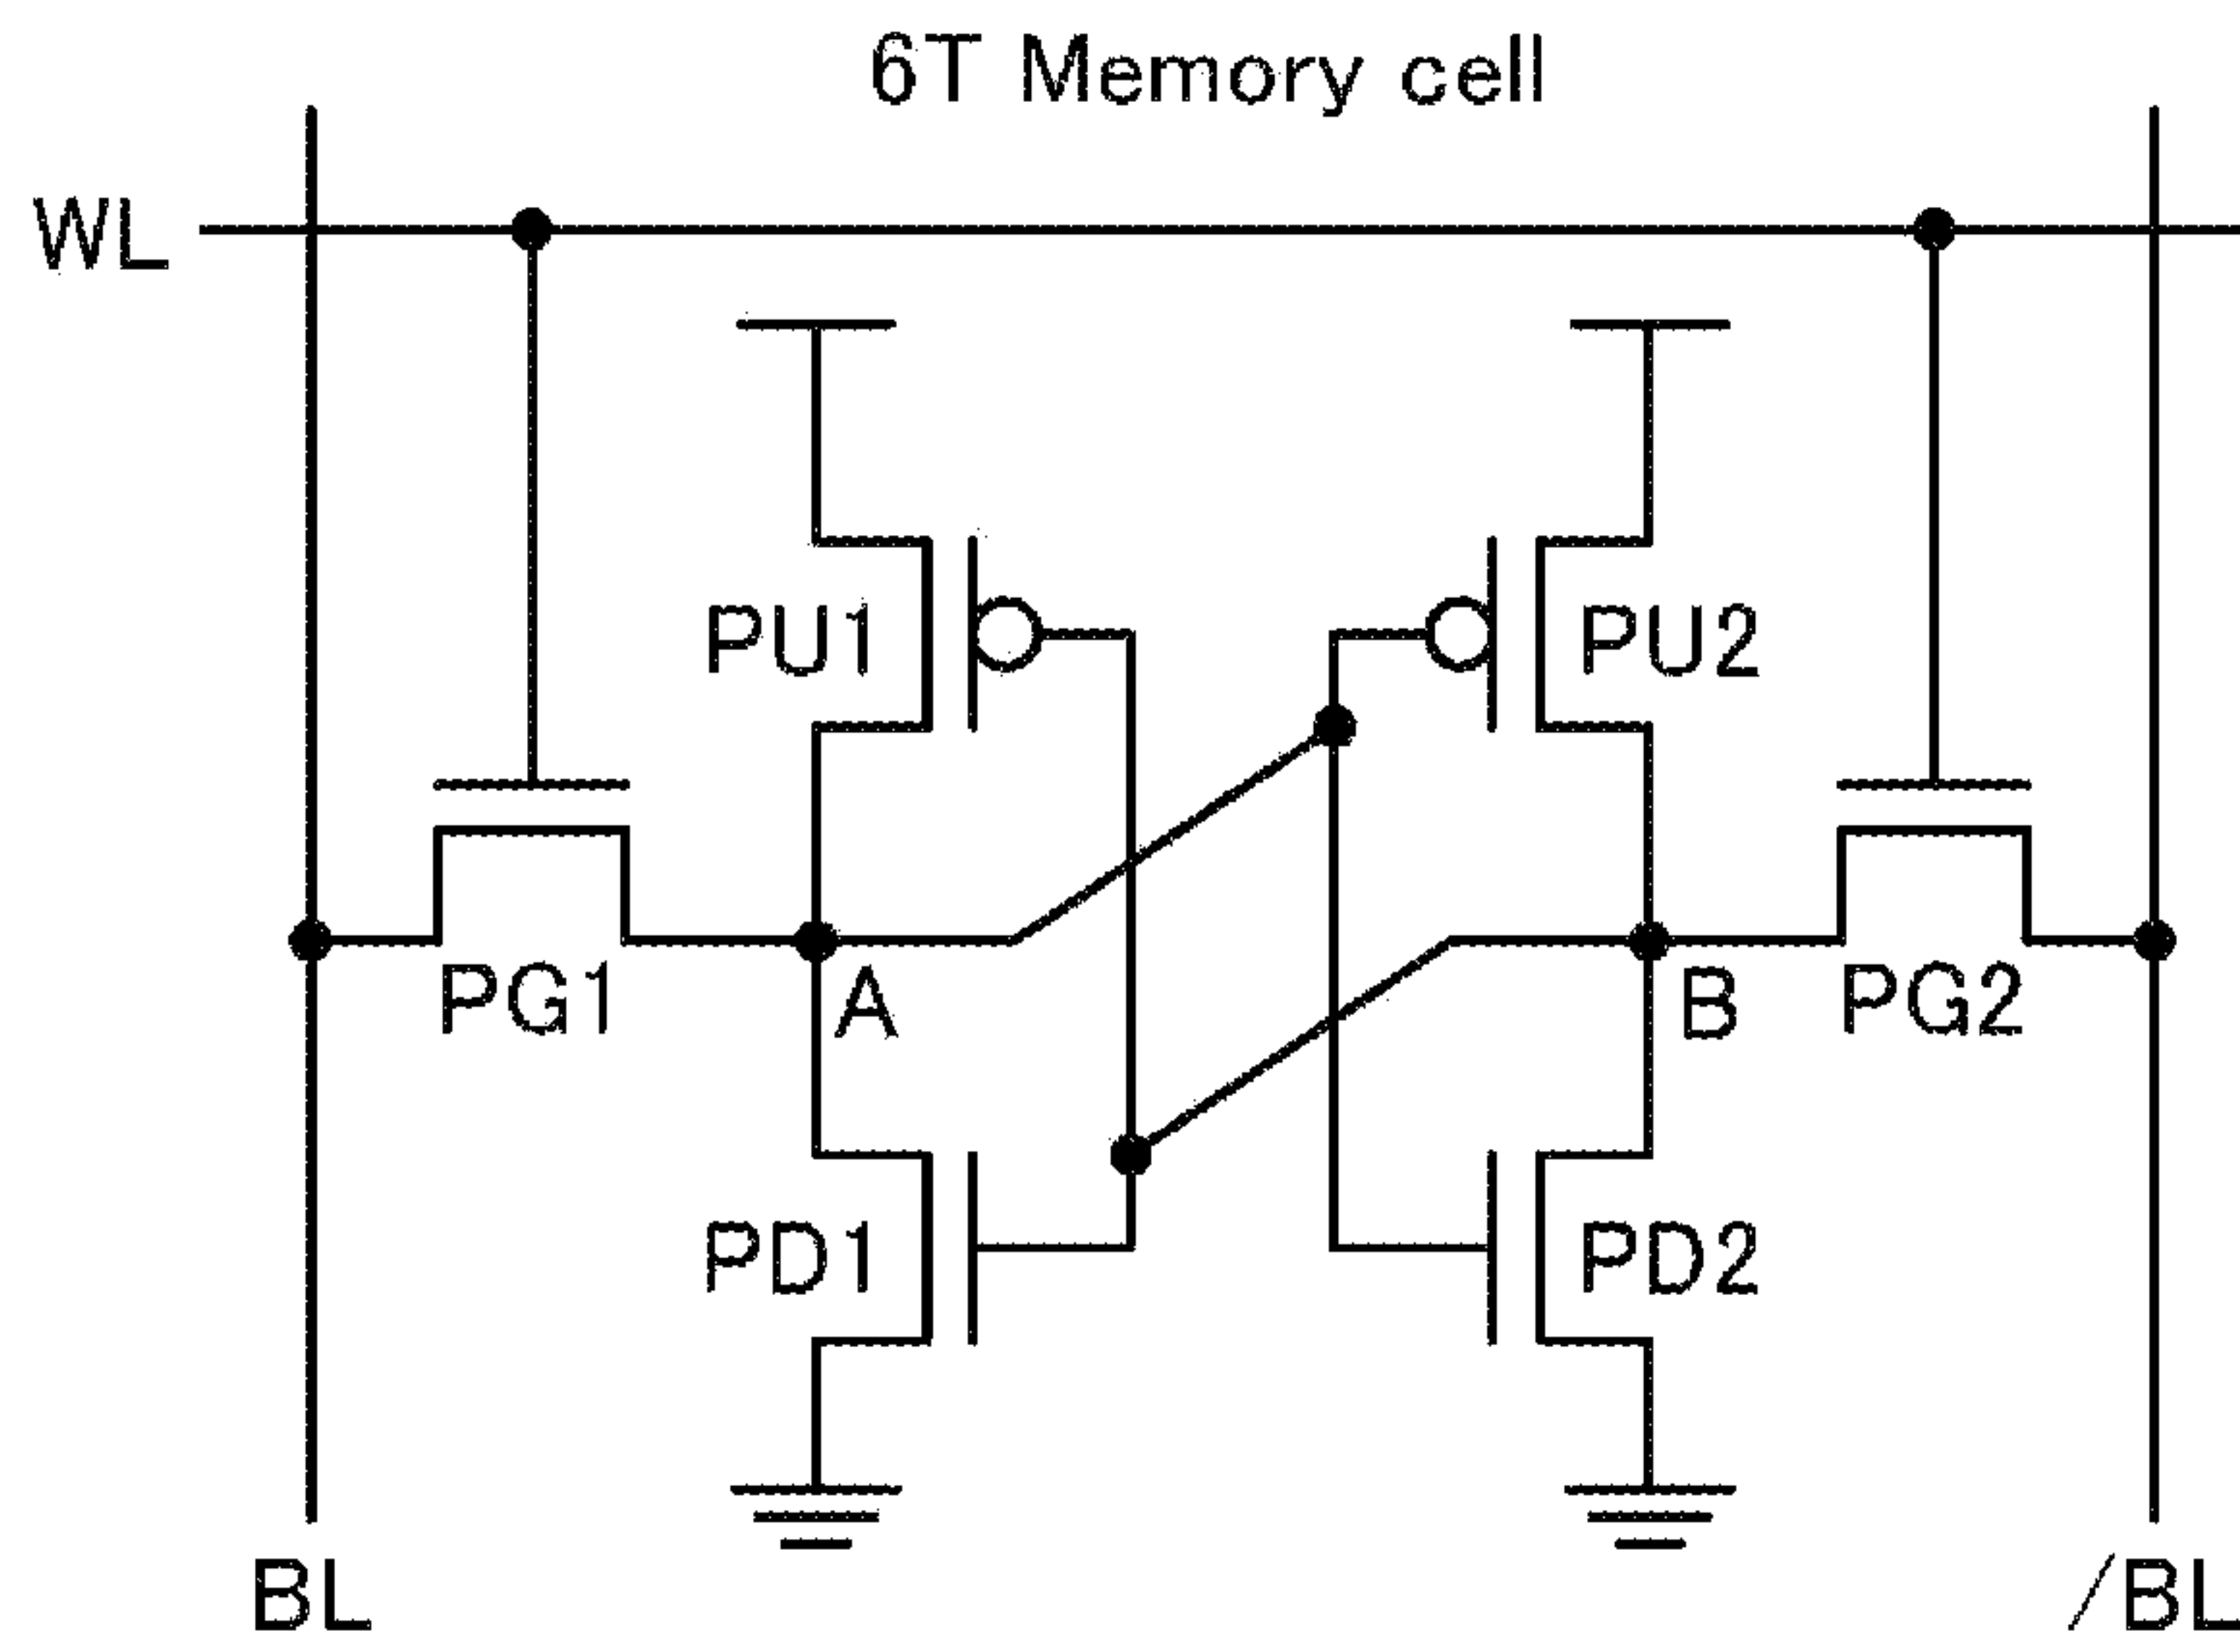 6T Memory cell
WL
PU1
PU2
PG1
A
B
PG2
PD1
PD2
BL
/BL